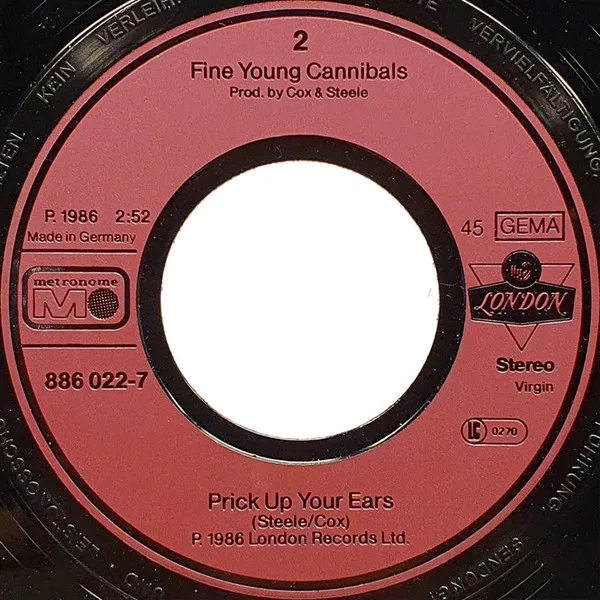 KEIN VERLEIH
VERVIELFÄLTIGUNG,
2
Fine Young Cannibals
Prod. by Cox & Steele
P. 1986 2:52
Made in Germany
metronome
M
886 022-7
45 GEMA
LONDON
Stereo
Virgin
LC 0270
Prick Up Your Ears
(Steele/Cox)
P. 1986 London Records Ltd.
SENDUNG!
UND